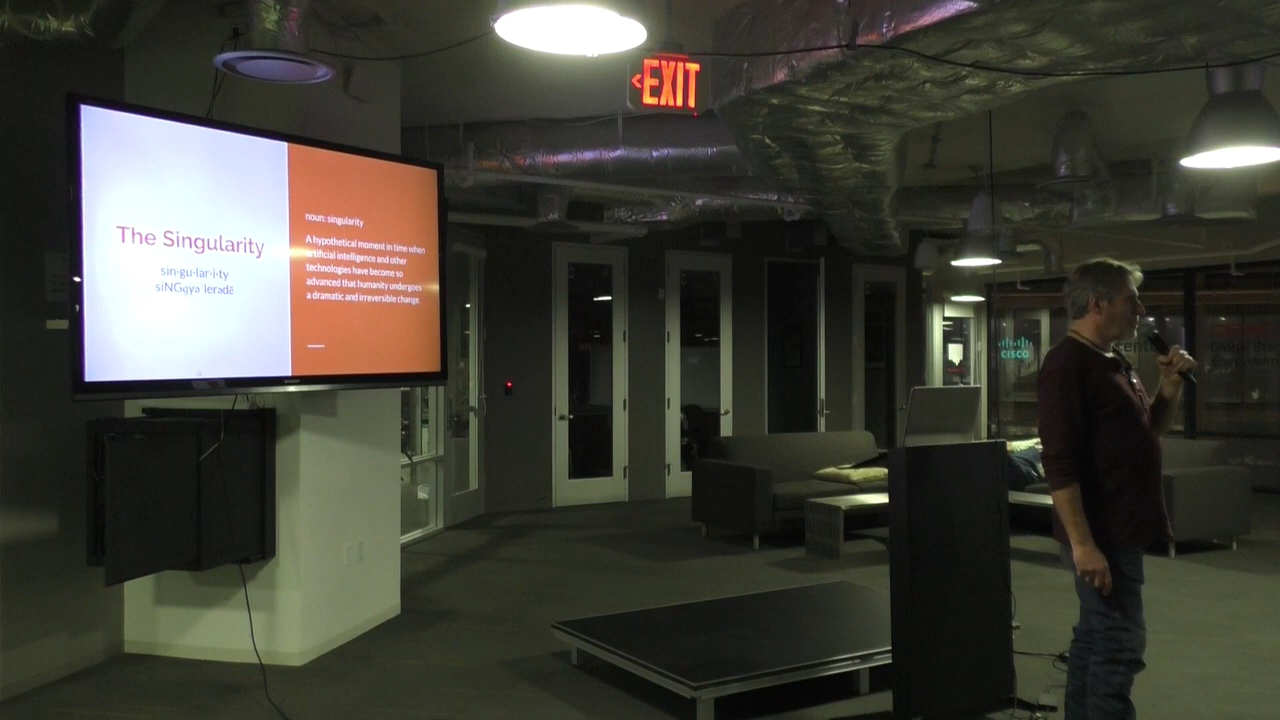 EXIT
The Singularity
sin·gu·lar·i·ty
siNGgyəˈlerədē
noun: singularity
A hypothetical moment in time when
artificial intelligence and other
technologies have become so
advanced that humanity undergoes
a dramatic and irreversible change.
CISCO